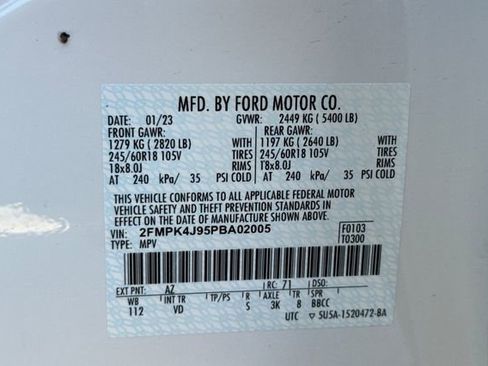 MFD. BY FORD MOTOR CO.
DATE: 01/23 GVWR: 2449 KG ( 5400 LB)
FRONT GAWR: REAR GAWR:
1279 KG ( 2820 LB) WITH 1197 KG ( 2640 LB) WITH
245/60R18 105V TIRES 245/60R18 105V TIRES
18x8.0J RIMS 18x8.0J RIMS
AT 240 kPa/ 35 PSI COLD AT 240 kPa/ 35 PSI COLD
THIS VEHICLE CONFORMS TO ALL APPLICABLE FEDERAL MOTOR
VEHICLE SAFETY AND THEFT PREVENTION STANDARDS IN
EFFECT ON THE DATE OF MANUFACTURE SHOWN ABOVE.
VIN: 2FMPK4J95PBA02005 F0103
TYPE: MPV T0300
EXT PNT: AZ RC: 71 DSO:
WB INT TR TP/PS R AXLE TR SPR
112 VD S 3K 8 BBCC
UTC ▽ 5U5A-1520472-BA